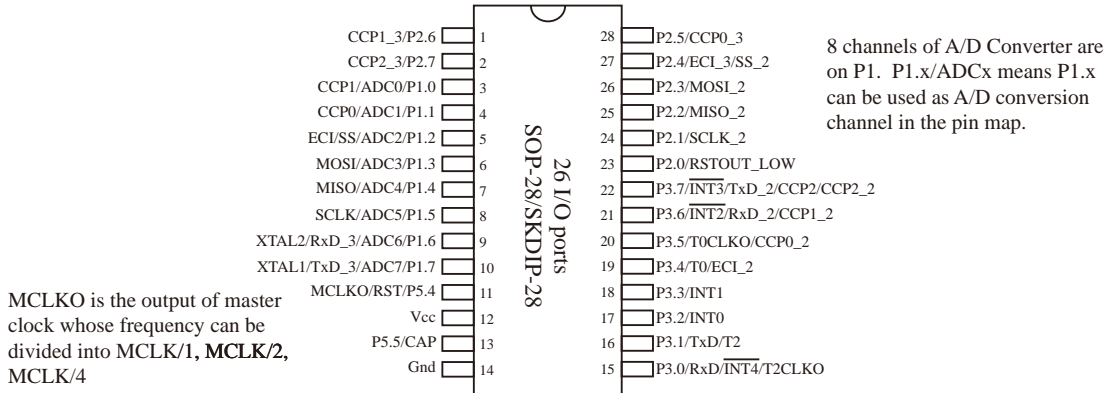 CCP1_3/P2.6 1
CCP2_3/P2.7 2
CCP1/ADC0/P1.0 3
CCP0/ADC1/P1.1 4
ECI/SS/ADC2/P1.2 5
MOSI/ADC3/P1.3 6
MISO/ADC4/P1.4 7
SCLK/ADC5/P1.5 8
XTAL2/RxD_3/ADC6/P1.6 9
XTAL1/TxD_3/ADC7/P1.7 10
MCLKO/RST/P5.4 11
Vcc 12
P5.5/CAP 13
Gnd 14
26 I/O ports
SOP-28/SKDIP-28
28 P2.5/CCP0_3
27 P2.4/ECI_3/SS_2
26 P2.3/MOSI_2
25 P2.2/MISO_2
24 P2.1/SCLK_2
23 P2.0/RSTOUT_LOW
22 P3.7/INT3/TxD_2/CCP2/CCP2_2
21 P3.6/INT2/RxD_2/CCP1_2
20 P3.5/T0CLKO/CCP0_2
19 P3.4/T0/ECI_2
18 P3.3/INT1
17 P3.2/INT0
16 P3.1/TxD/T2
15 P3.0/RxD/INT4/T2CLKO
8 channels of A/D Converter are
on P1. P1.x/ADCx means P1.x
can be used as A/D conversion
channel in the pin map.
MCLKO is the output of master
clock whose frequency can be
divided into MCLK/1, MCLK/2,
MCLK/4